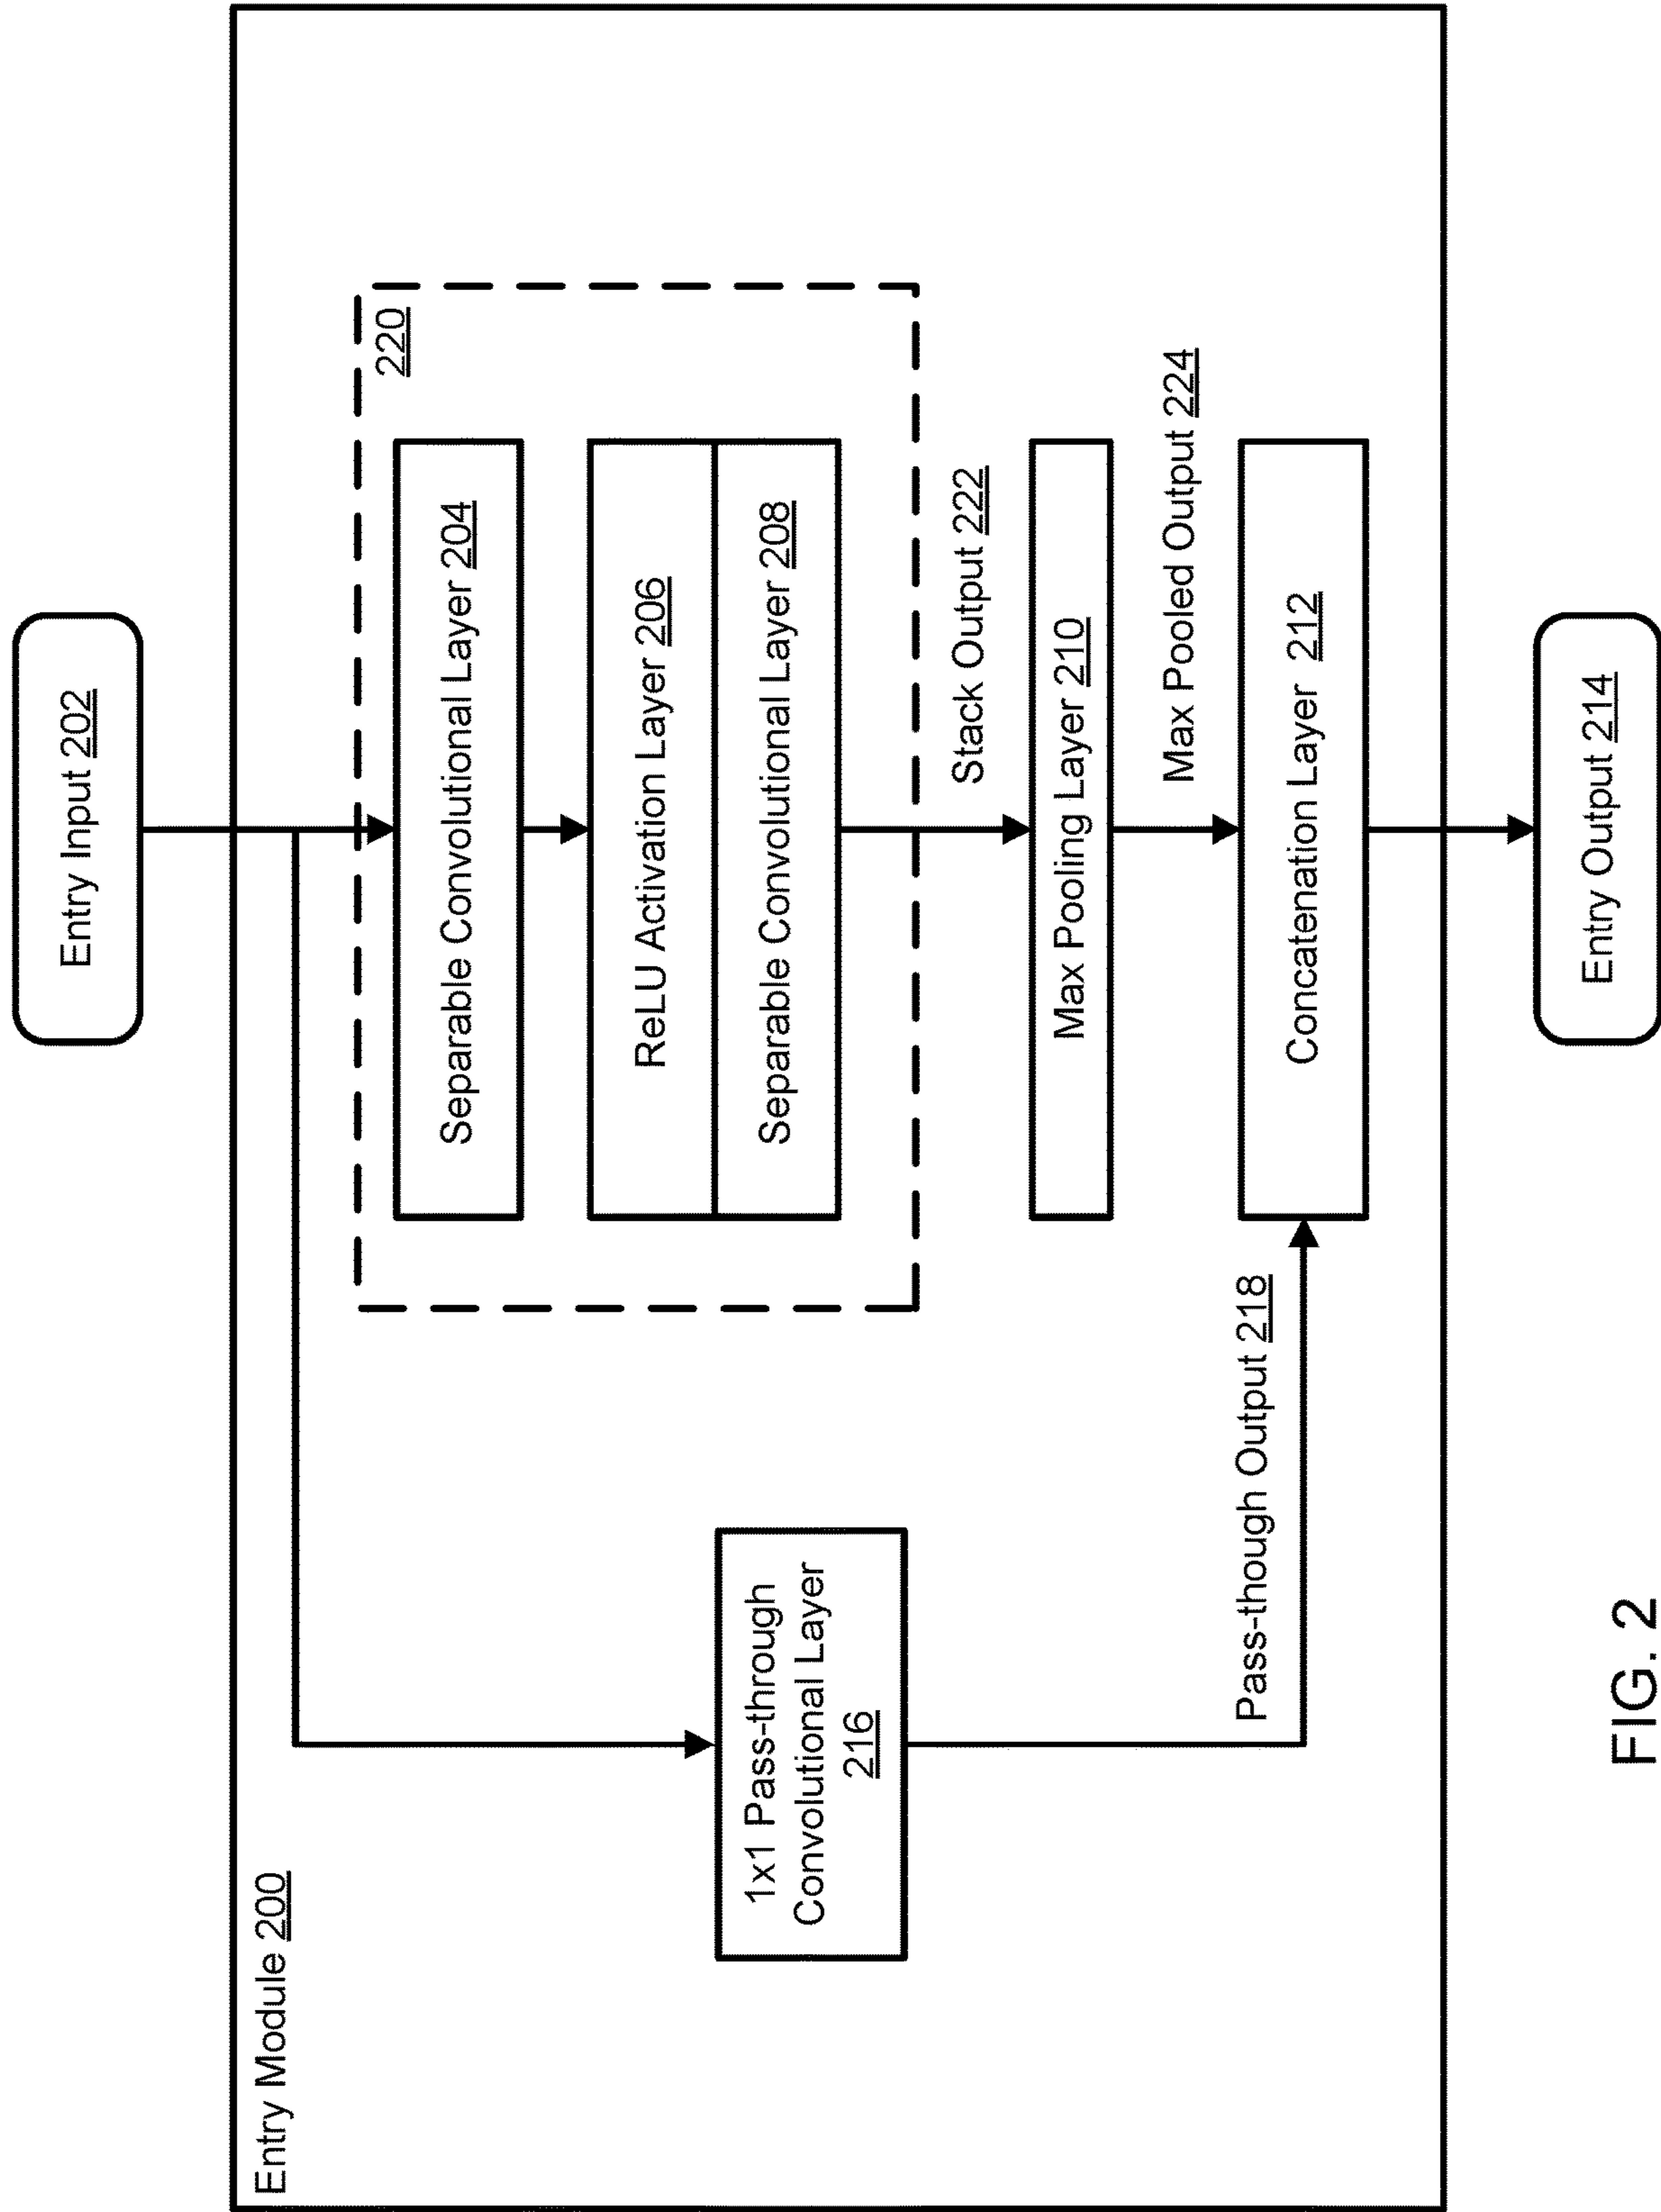 Entry Input 202
Entry Module 200
220
Separable Convolutional Layer 204
ReLU Activation Layer 206
Separable Convolutional Layer 208
1x1 Pass-through
Convolutional Layer
216
Stack Output 222
Max Pooling Layer 210
Max Pooled Output 224
Pass-though Output 218
Concatenation Layer 212
Entry Output 214
FIG. 2